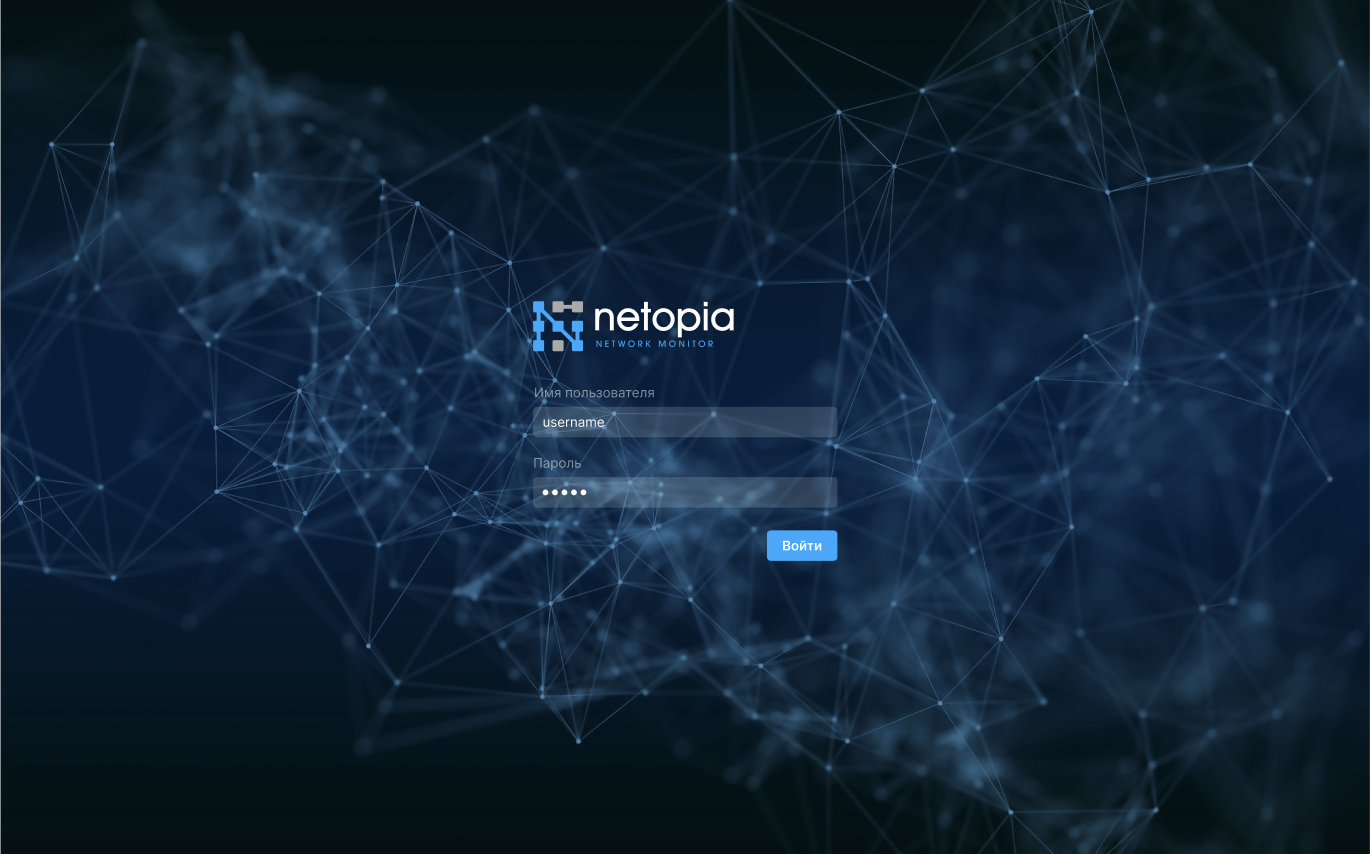 netopia
NETWORK MONITOR
Имя пользователя
username
Пароль
Войти